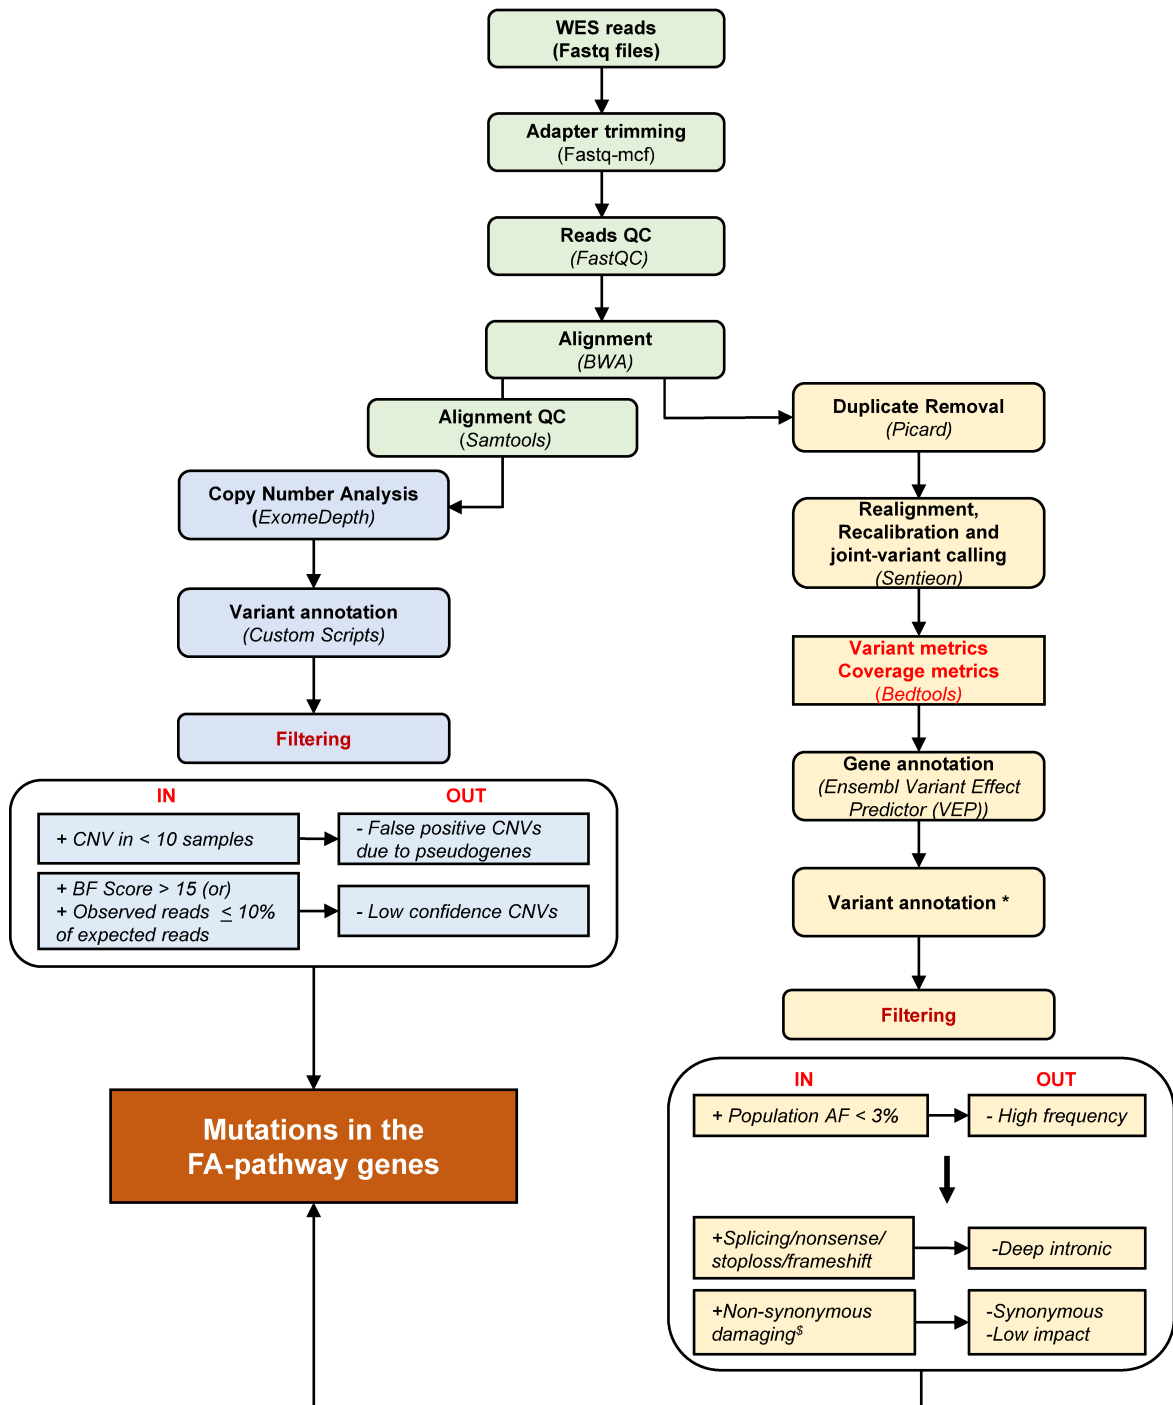 WES reads
(Fastq files)
Adapter trimming
(Fastq-mcf)
Reads QC
(FastQC)
Alignment
(BWA)
Alignment QC
(Samtools)
Copy Number Analysis
(ExomeDepth)
Variant annotation
(Custom Scripts)
Filtering
IN
OUT
+ CNV in < 10 samples
- False positive CNVs
due to pseudogenes
+ BF Score > 15 (or)
+ Observed reads ≤ 10%
of expected reads
- Low confidence CNVs
Duplicate Removal
(Picard)
Realignment,
Recalibration and
joint-variant calling
(Sentieon)
Variant metrics
Coverage metrics
(Bedtools)
Gene annotation
(Ensembl Variant Effect
Predictor (VEP))
Variant annotation *
Filtering
IN
OUT
+ Population AF < 3%
- High frequency
+Splicing/nonsense/
stoploss/frameshift
-Deep intronic
+Non-synonymous
damaging$
-Synonymous
-Low impact
Mutations in the
FA-pathway genes